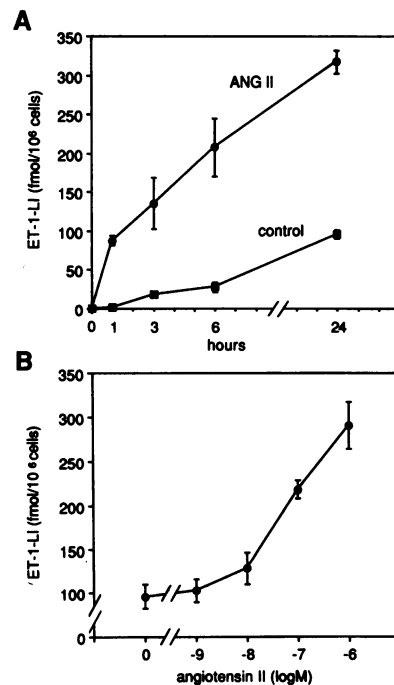 A
350
300
250
200
150
100
50
0
ET-1-LI (fmol/10⁶ cells)
ANG II
control
0 1 3 6 24
hours
B
350
300
250
200
150
100
0
ET-1-LI (fmol/10⁶ cells)
0 -9 -8 -7 -6
angiotensin II (logM)